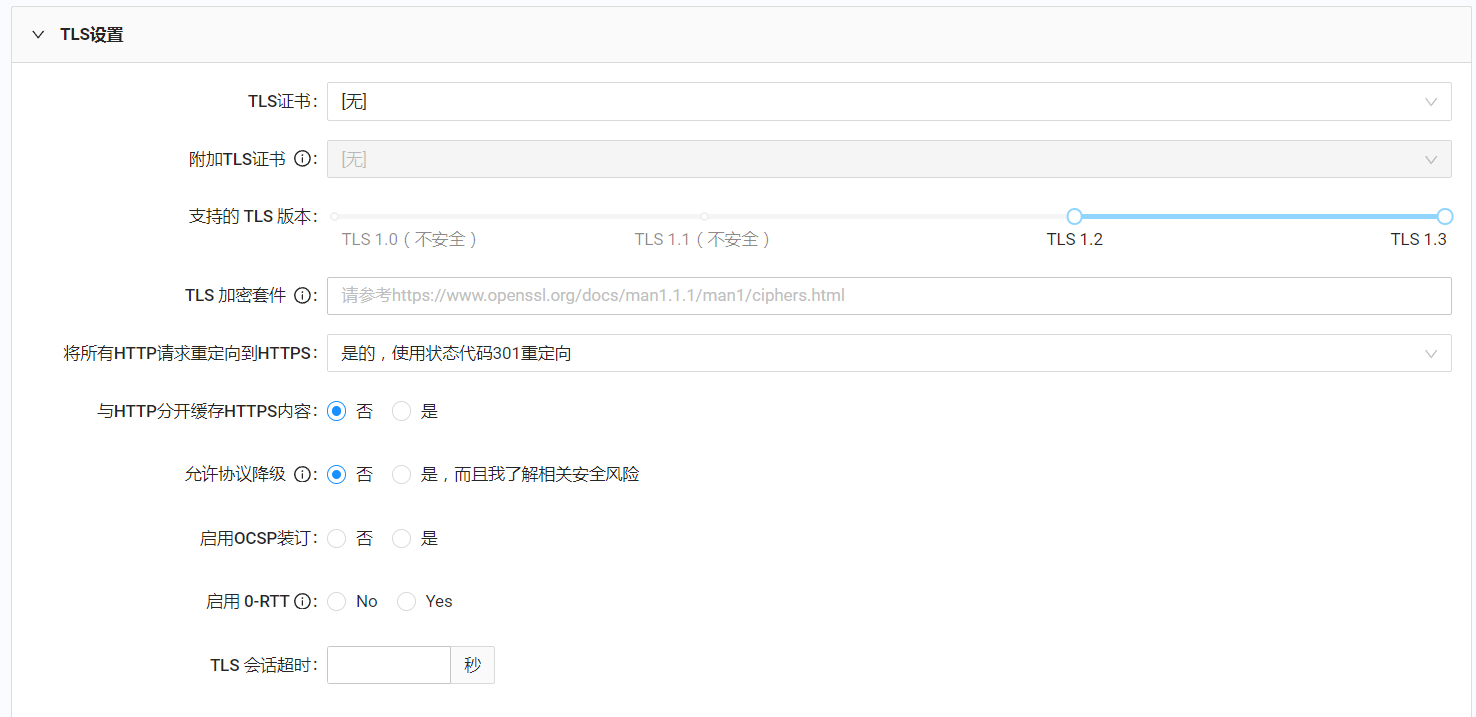 TLS设置
TLS证书： [无]
附加TLS证书 ： [无]
支持的 TLS 版本：
TLS 1.0（不安全） TLS 1.1（不安全） TLS 1.2 TLS 1.3
TLS 加密套件 ： 请参考https://www.openssl.org/docs/man1.1.1/man1/ciphers.html
将所有HTTP请求重定向到HTTPS： 是的，使用状态代码301重定向
与HTTP分开缓存HTTPS内容： 否 是
允许协议降级 ： 否 是，而且我了解相关安全风险
启用OCSP装订： 否 是
启用 0-RTT ： No Yes
TLS 会话超时： 秒